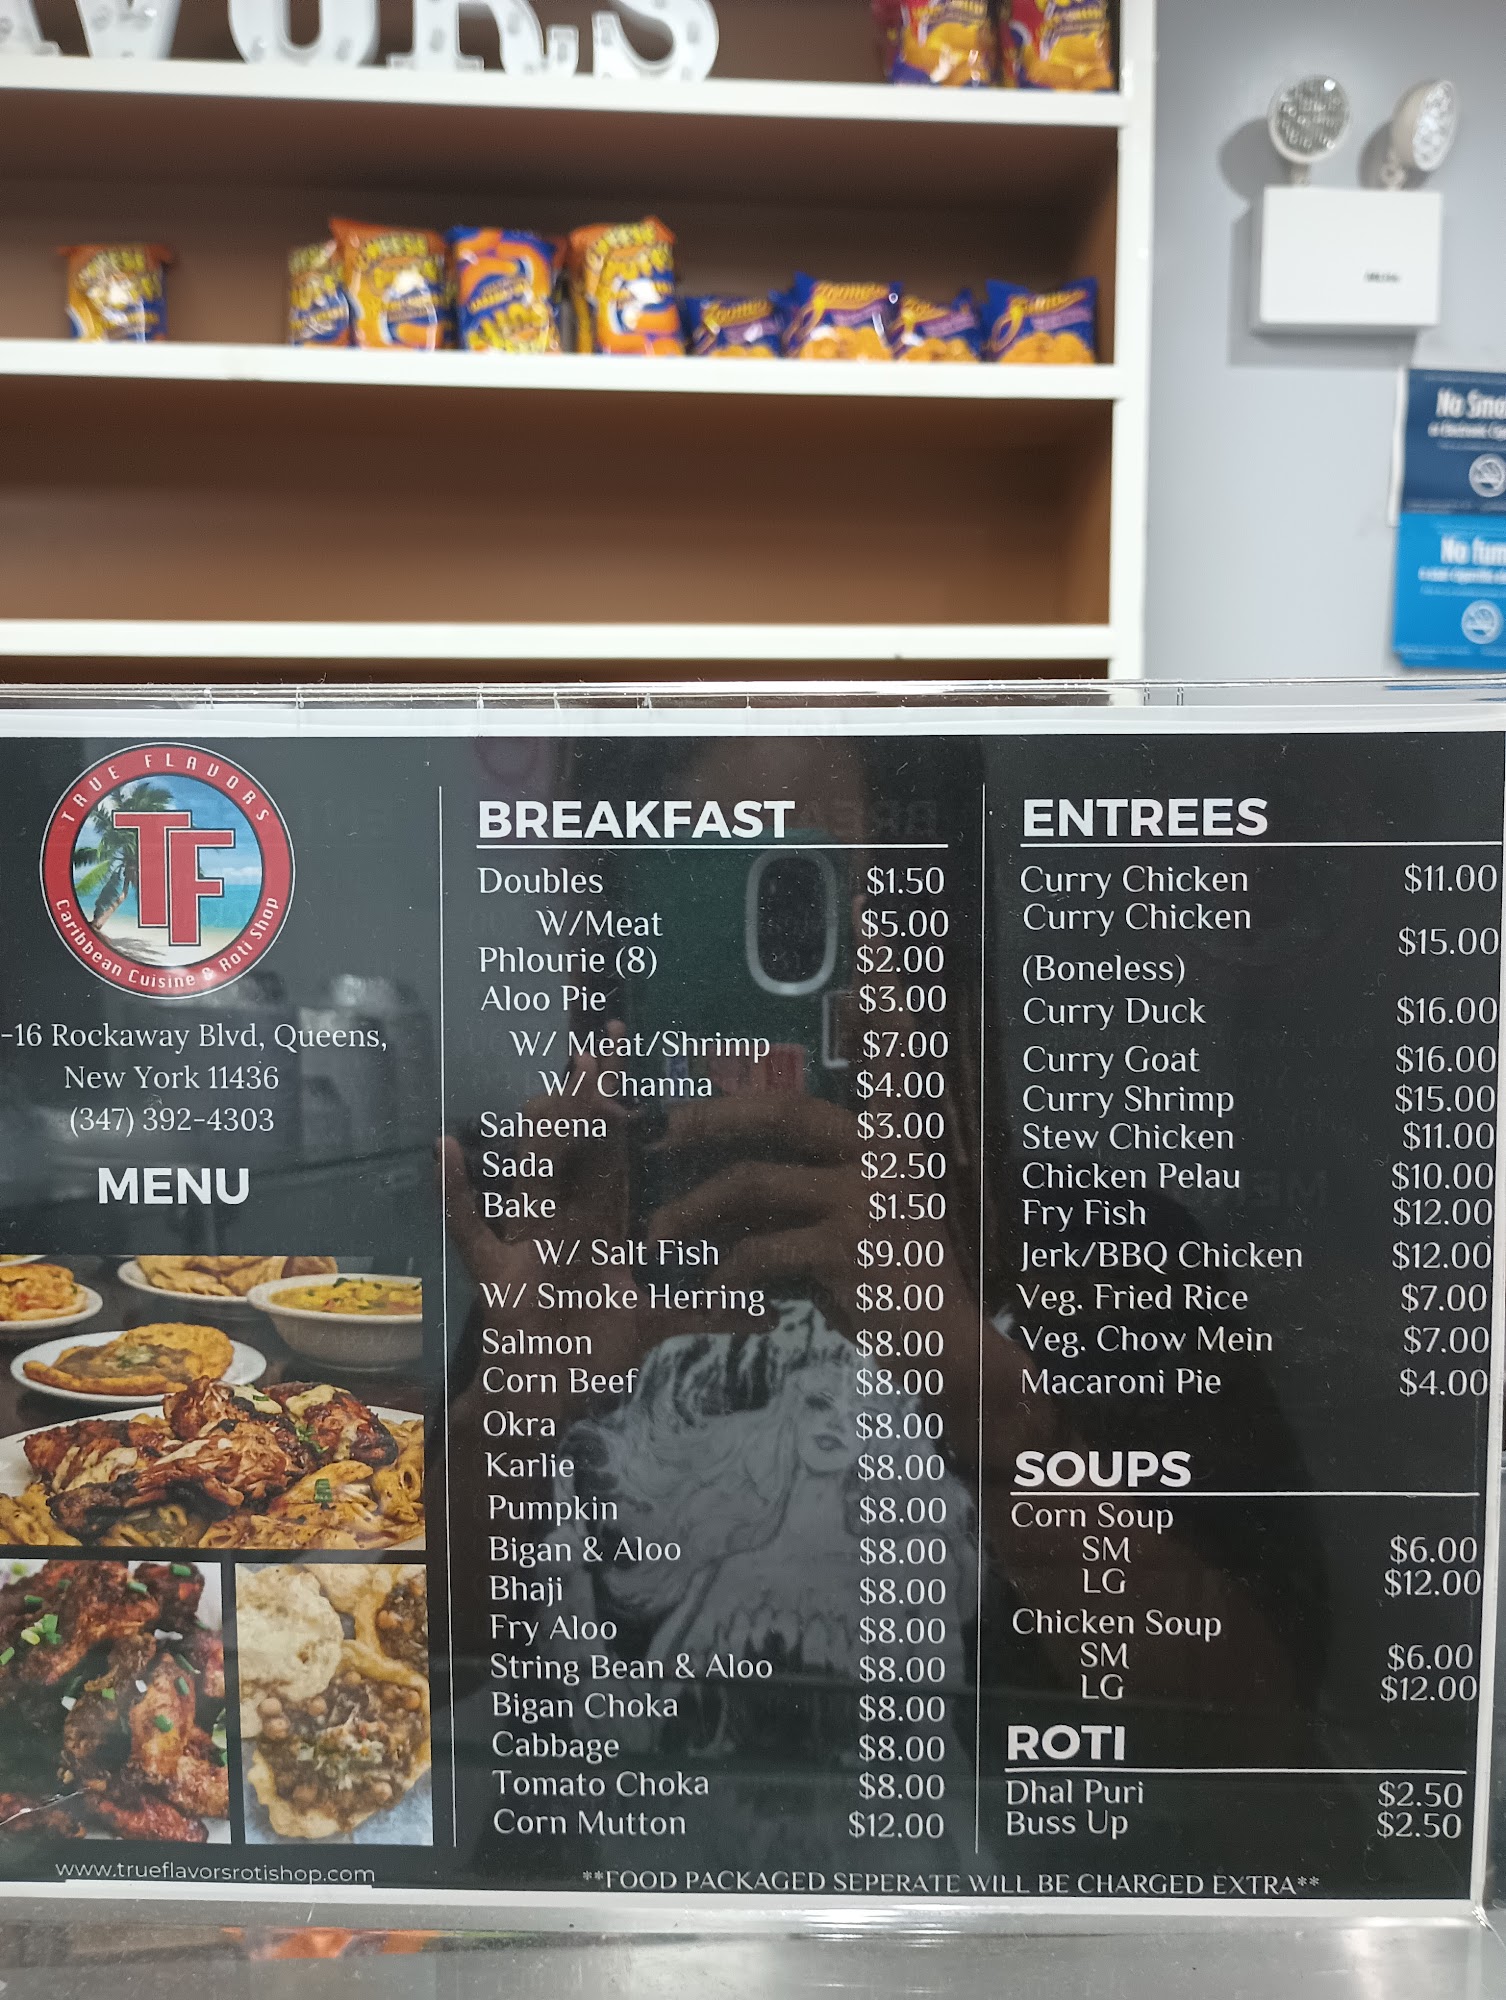 CHEESE
No Smo
No fum
TRUE FLAVORS
TF
Caribbean Cuisine & Roti Shop
-16 Rockaway Blvd, Queens,
New York 11436
(347) 392-4303
MENU
www.trueflavorsrotishop.com
BREAKFAST
Doubles $1.50
W/Meat $5.00
Phlourie (8) $2.00
Aloo Pie $3.00
W/ Meat/Shrimp $7.00
W/ Channa $4.00
Saheena $3.00
Sada $2.50
Bake $1.50
W/ Salt Fish $9.00
W/ Smoke Herring $8.00
Salmon $8.00
Corn Beef $8.00
Okra $8.00
Karlie $8.00
Pumpkin $8.00
Bigan & Aloo $8.00
Bhaji $8.00
Fry Aloo $8.00
String Bean & Aloo $8.00
Bigan Choka $8.00
Cabbage $8.00
Tomato Choka $8.00
Corn Mutton $12.00
ENTREES
Curry Chicken $11.00
Curry Chicken
(Boneless) $15.00
Curry Duck $16.00
Curry Goat $16.00
Curry Shrimp $15.00
Stew Chicken $11.00
Chicken Pelau $10.00
Fry Fish $12.00
Jerk/BBQ Chicken $12.00
Veg. Fried Rice $7.00
Veg. Chow Mein $7.00
Macaroni Pie $4.00
SOUPS
Corn Soup
SM $6.00
LG $12.00
Chicken Soup
SM $6.00
LG $12.00
ROTI
Dhal Puri $2.50
Buss Up $2.50
**FOOD PACKAGED SEPERATE WILL BE CHARGED EXTRA**